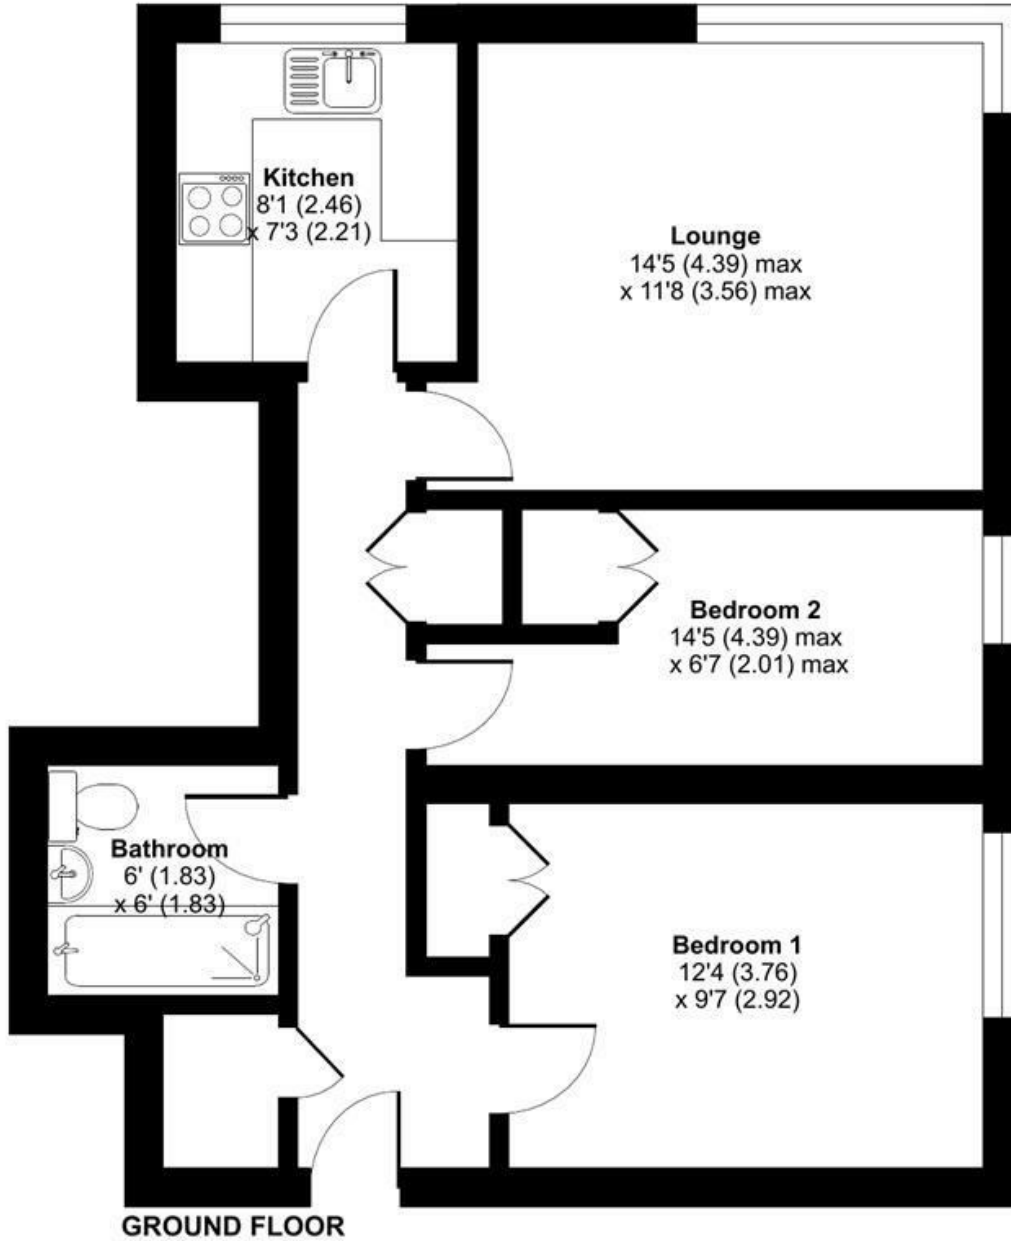 Kitchen
8'1 (2.46)
x 7'3 (2.21)
Lounge
14'5 (4.39) max
x 11'8 (3.56) max
Bedroom 2
14'5 (4.39) max
x 6'7 (2.01) max
Bathroom
6' (1.83)
x 6' (1.83)
Bedroom 1
12'4 (3.76)
x 9'7 (2.92)
GROUND FLOOR